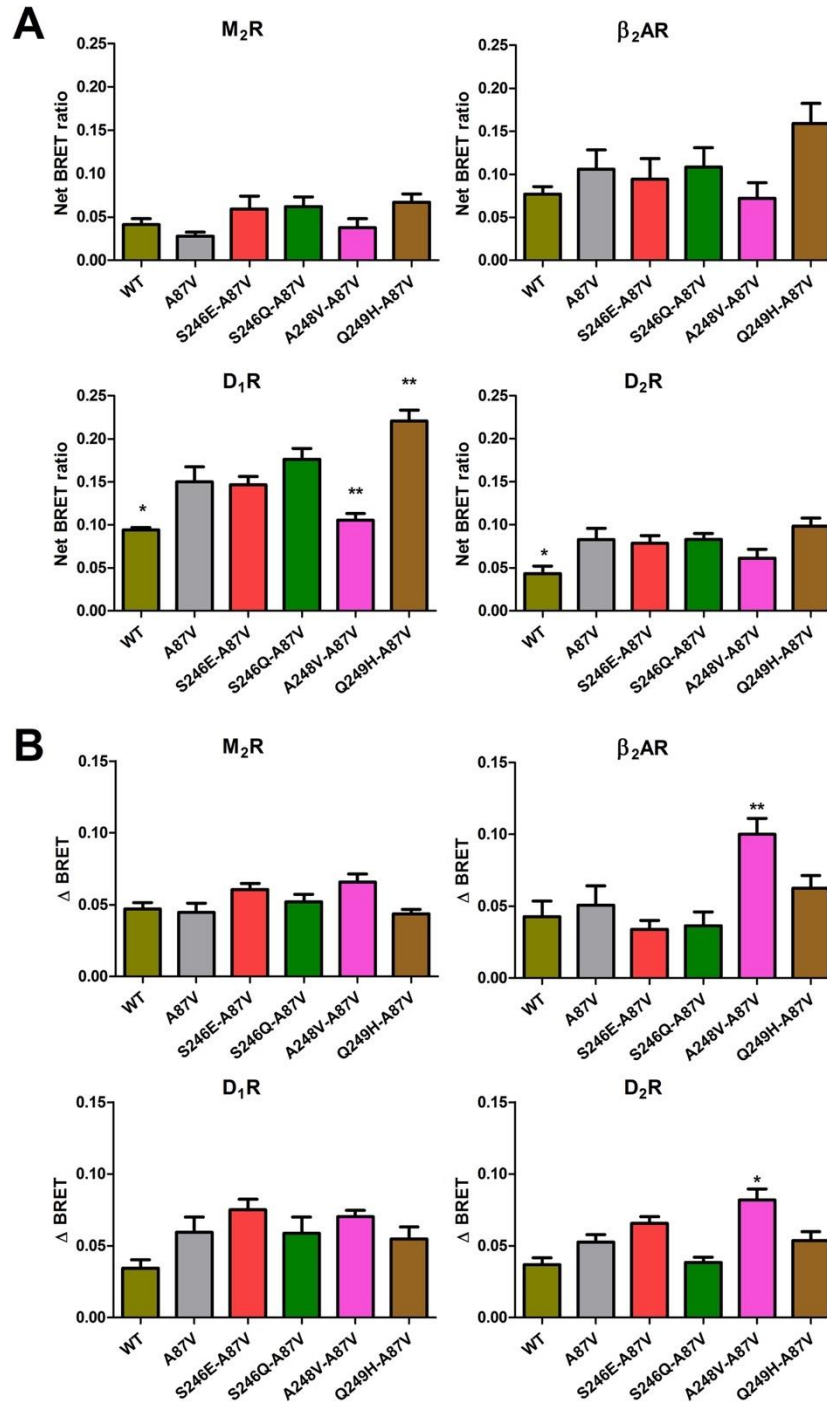 A
M₂R
Net BRET ratio
0.25
0.20
0.15
0.10
0.05
0.00
WT
A87V
S246E-A87V
S246Q-A87V
A248V-A87V
Q249H-A87V
β₂AR
Net BRET ratio
0.25
0.20
0.15
0.10
0.05
0.00
WT
A87V
S246E-A87V
S246Q-A87V
A248V-A87V
Q249H-A87V
D₁R
Net BRET ratio
0.25
0.20
0.15
0.10
0.05
0.00
*
**
**
WT
A87V
S246E-A87V
S246Q-A87V
A248V-A87V
Q249H-A87V
D₂R
Net BRET ratio
0.25
0.20
0.15
0.10
0.05
0.00
*
WT
A87V
S246E-A87V
S246Q-A87V
A248V-A87V
Q249H-A87V
B
M₂R
Δ BRET
0.15
0.10
0.05
0.00
WT
A87V
S246E-A87V
S246Q-A87V
A248V-A87V
Q249H-A87V
β₂AR
Δ BRET
0.15
0.10
0.05
0.00
**
WT
A87V
S246E-A87V
S246Q-A87V
A248V-A87V
Q249H-A87V
D₁R
Δ BRET
0.15
0.10
0.05
0.00
WT
A87V
S246E-A87V
S246Q-A87V
A248V-A87V
Q249H-A87V
D₂R
Δ BRET
0.15
0.10
0.05
0.00
*
WT
A87V
S246E-A87V
S246Q-A87V
A248V-A87V
Q249H-A87V